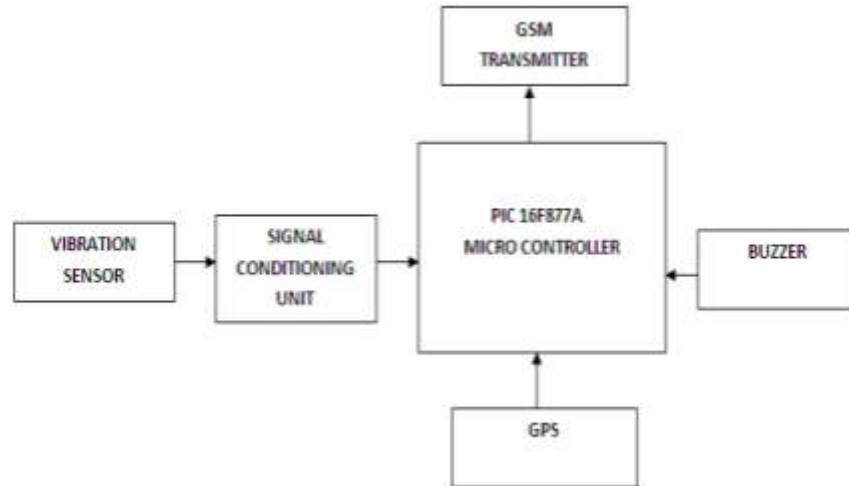 GSM
TRANSMITTER
PIC 16F877A
MICRO CONTROLLER
VIBRATION
SENSOR
SIGNAL
CONDITIONING
UNIT
BUZZER
GPS